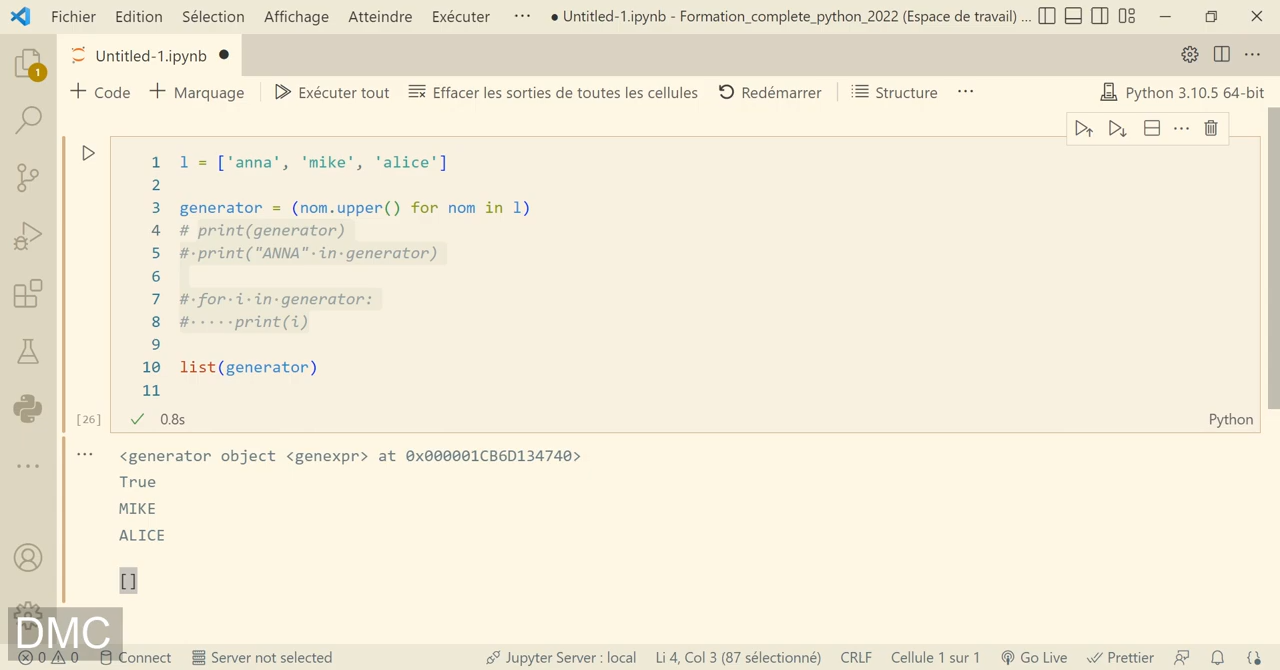 Fichier Edition Sélection Affichage Atteindre Exécuter ··· ● Untitled-1.ipynb - Formation_complete_python_2022 (Espace de travail) ...
1
Untitled-1.ipynb ●
Code Marquage Exécuter tout Effacer les sorties de toutes les cellules Redémarrer Structure ··· Python 3.10.5 64-bit
1 l = ['anna', 'mike', 'alice']
2
3 generator = (nom.upper() for nom in l)
4 # print(generator)
5 #·print("ANNA"·in·generator)
6
7 #·for·i·in·generator:
8 #·····print(i)
9
10 list(generator)
11
[26] 0.8s Python
<generator object <genexpr> at 0x000001CB6D134740>
True
MIKE
ALICE
[]
DMC
0 0 Connect Server not selected Jupyter Server : local Li 4, Col 3 (87 sélectionné) CRLF Cellule 1 sur 1 Go Live Prettier